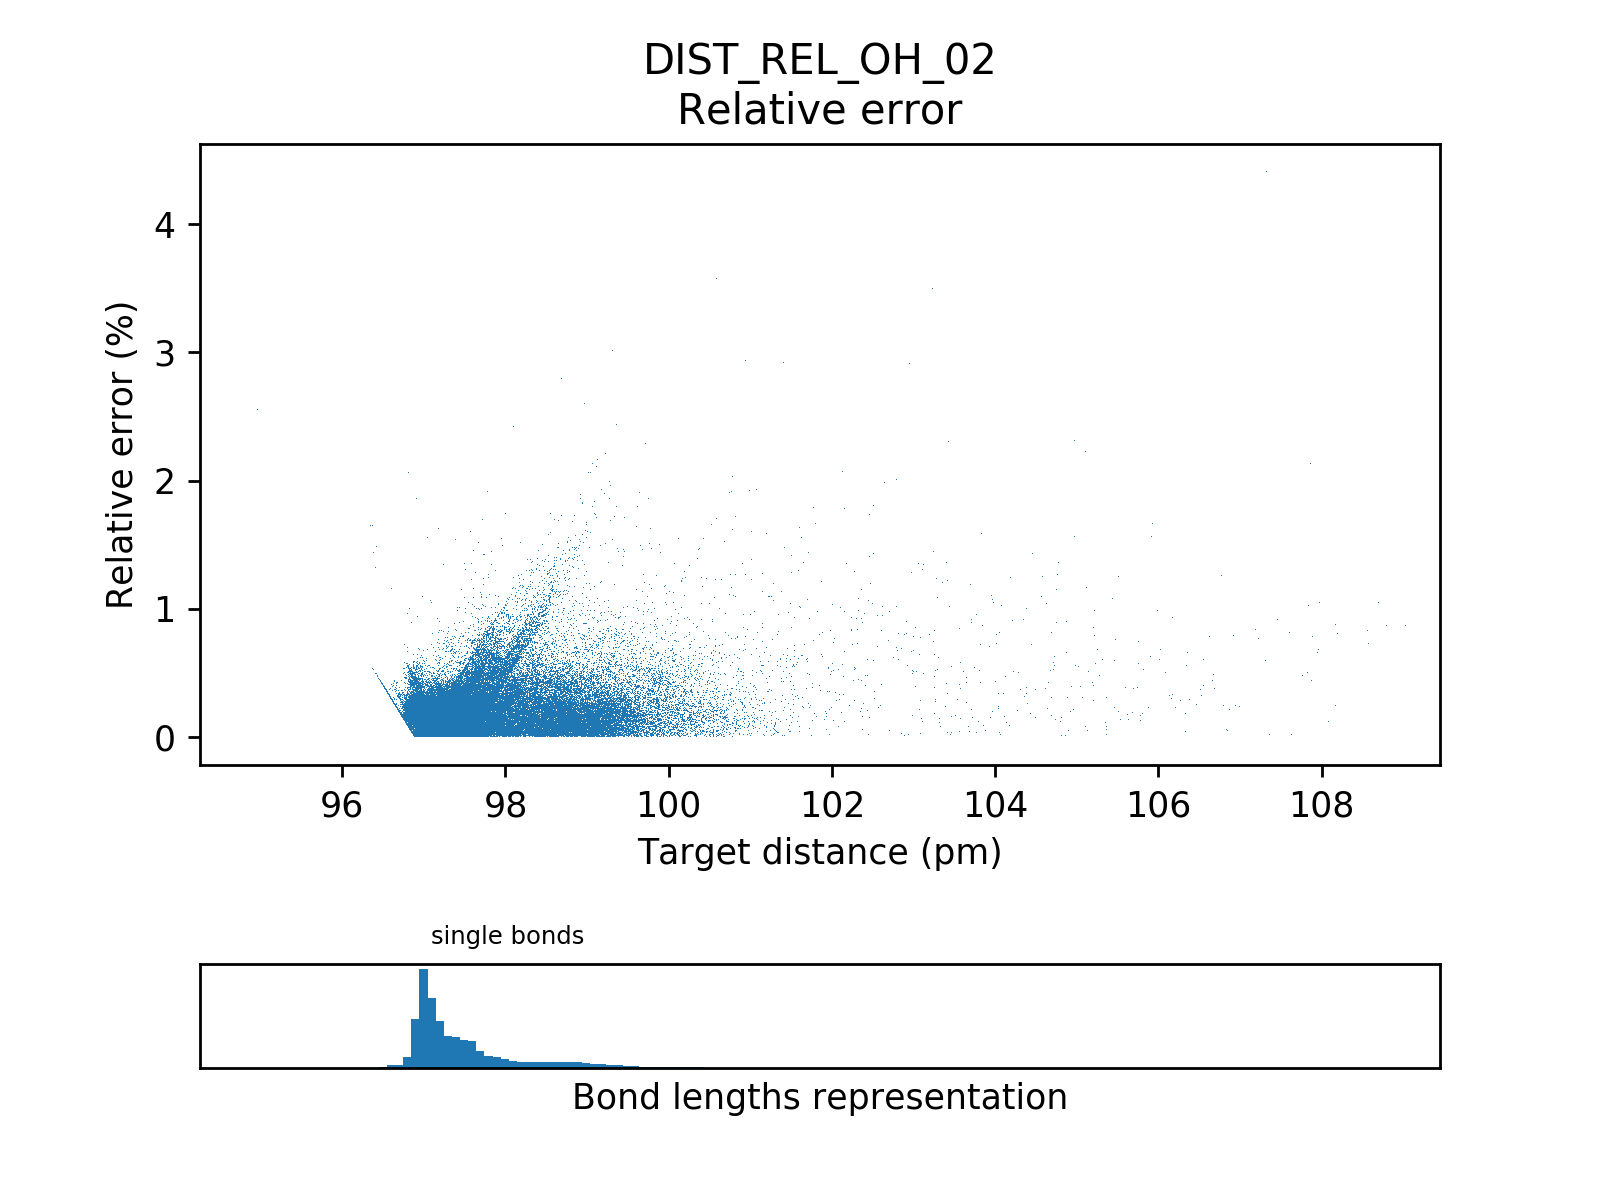 DIST_REL_OH_02
Relative error
Relative error (%)
4
3
2
1
0
96 98 100 102 104 106 108
Target distance (pm)
single bonds
Bond lengths representation